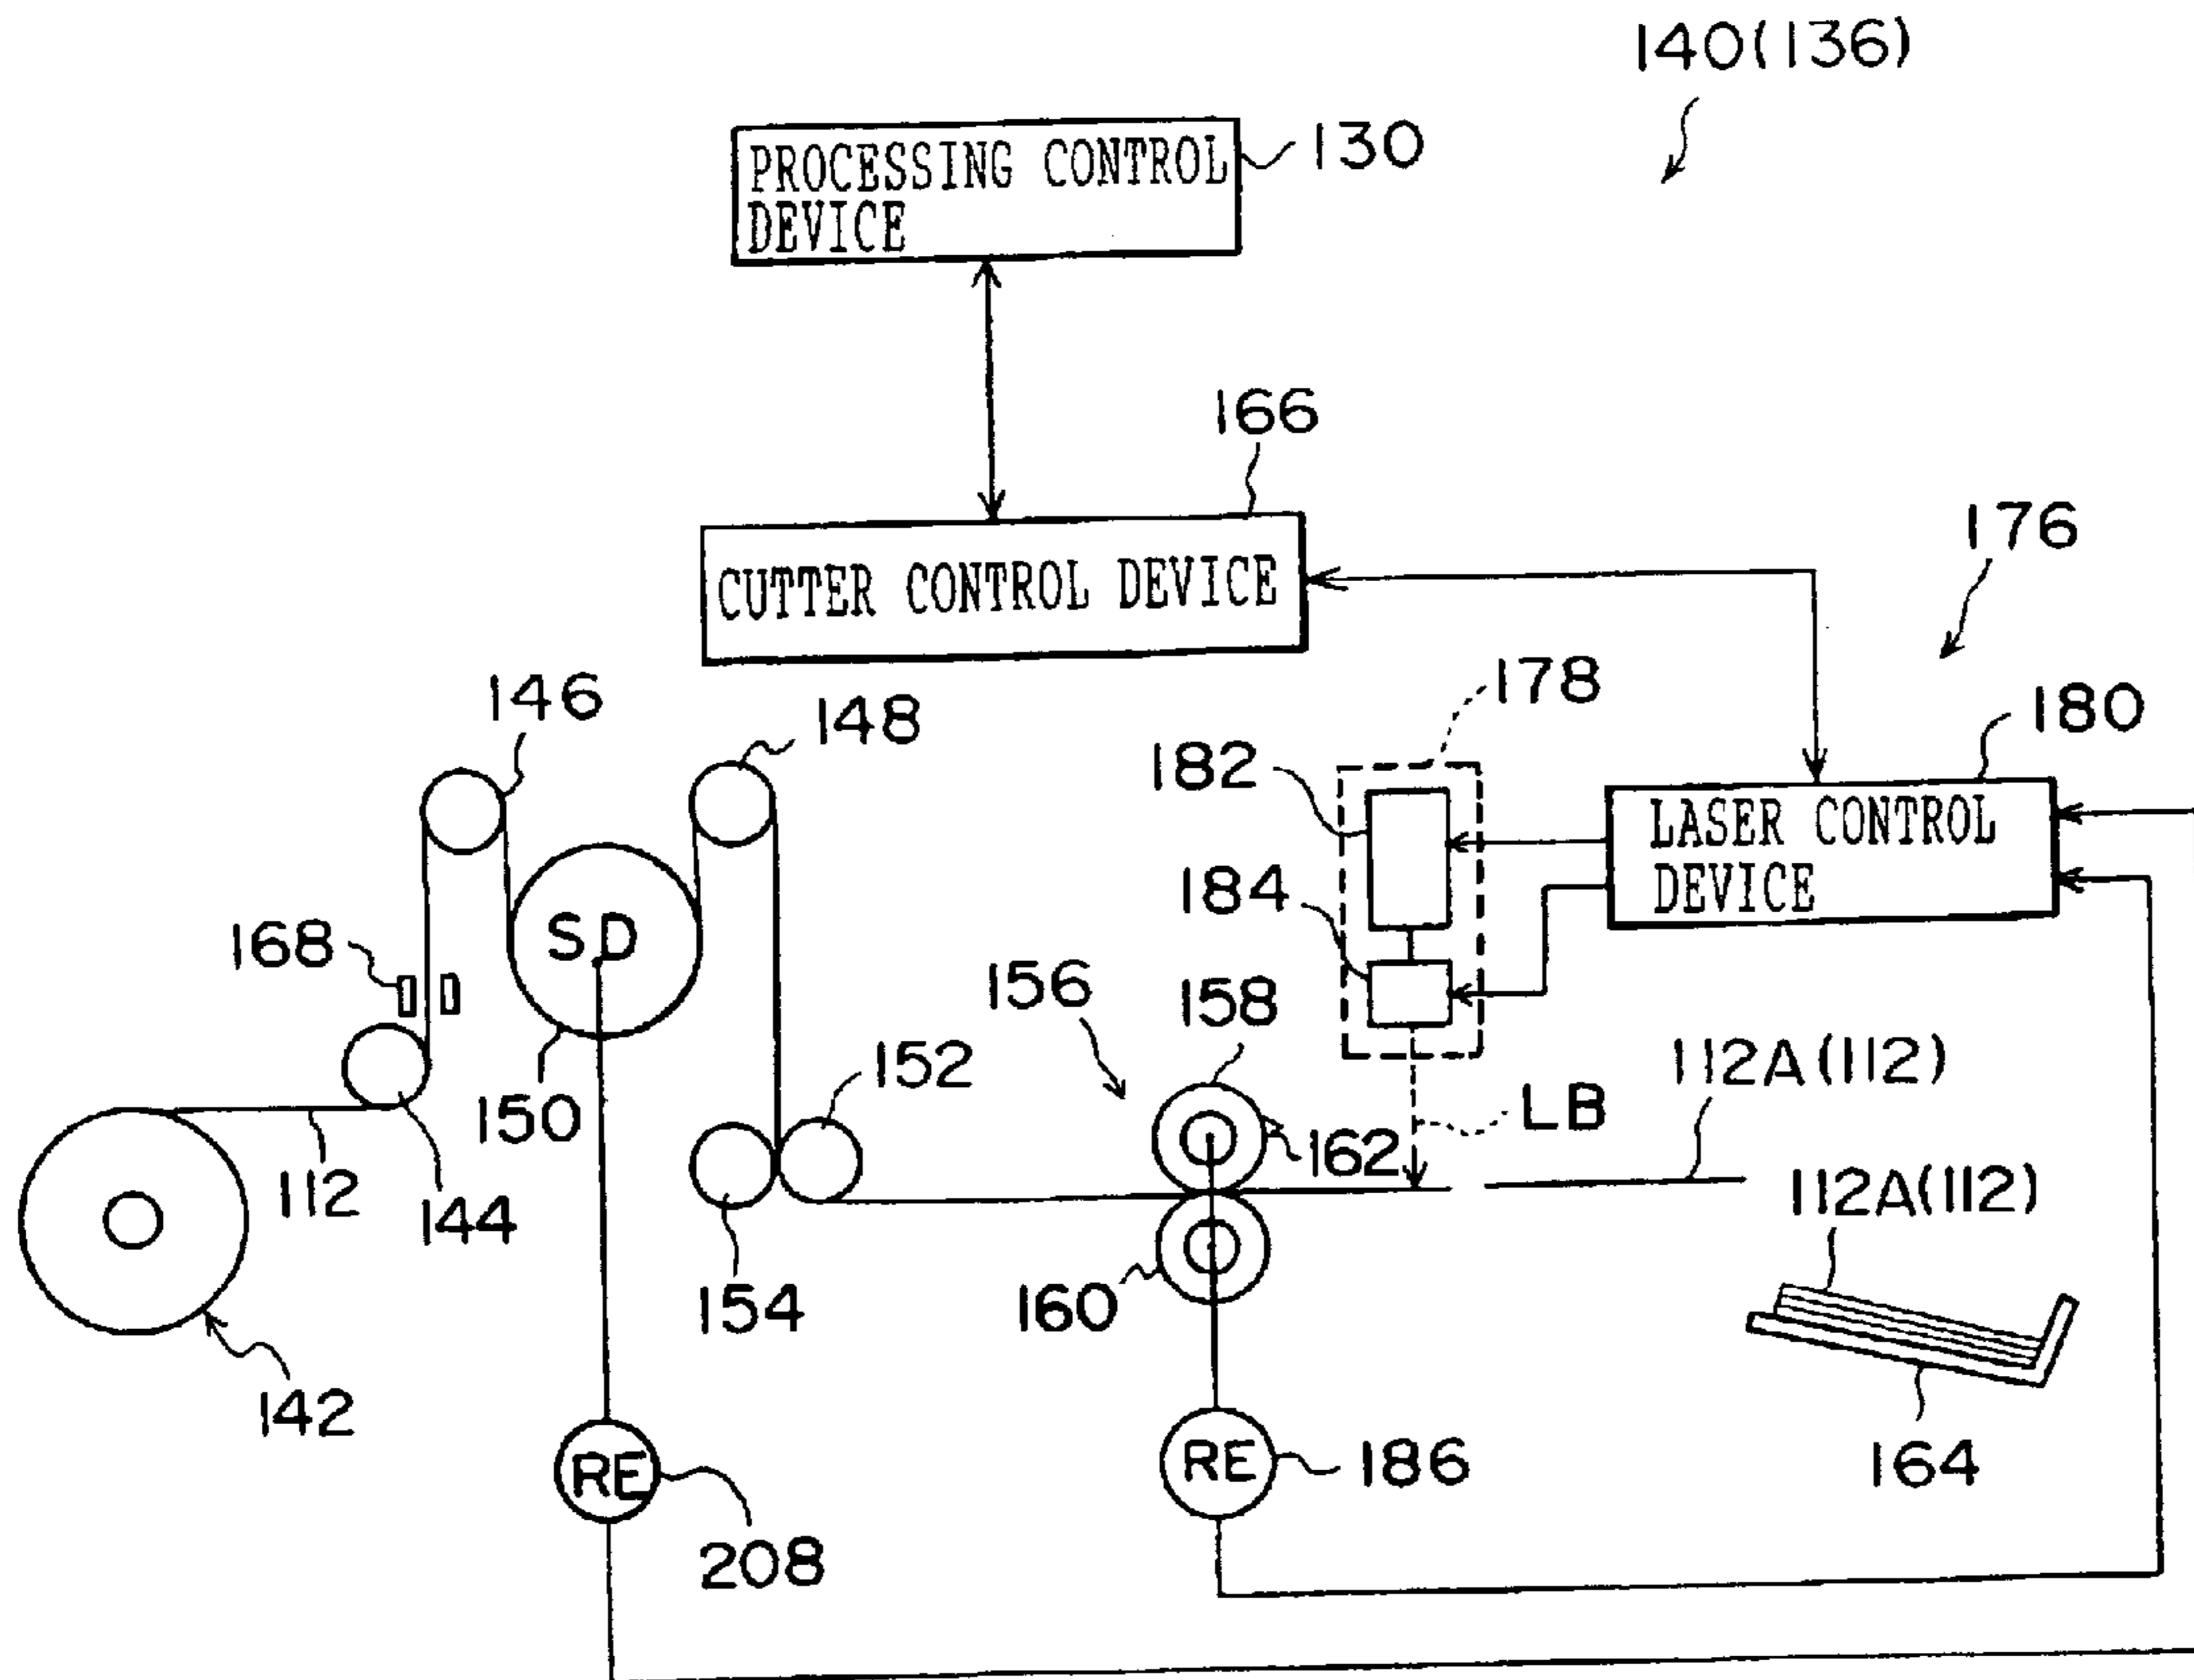 140(136)
PROCESSING CONTROL
DEVICE
130
166
CUTTER CONTROL DEVICE
176
178
146
148
180
182
LASER CONTROL
DEVICE
184
168
SD
156
158
152
112A(112)
150
LB
162
112
144
112A(112)
154
160
142
RE
RE
186
164
208